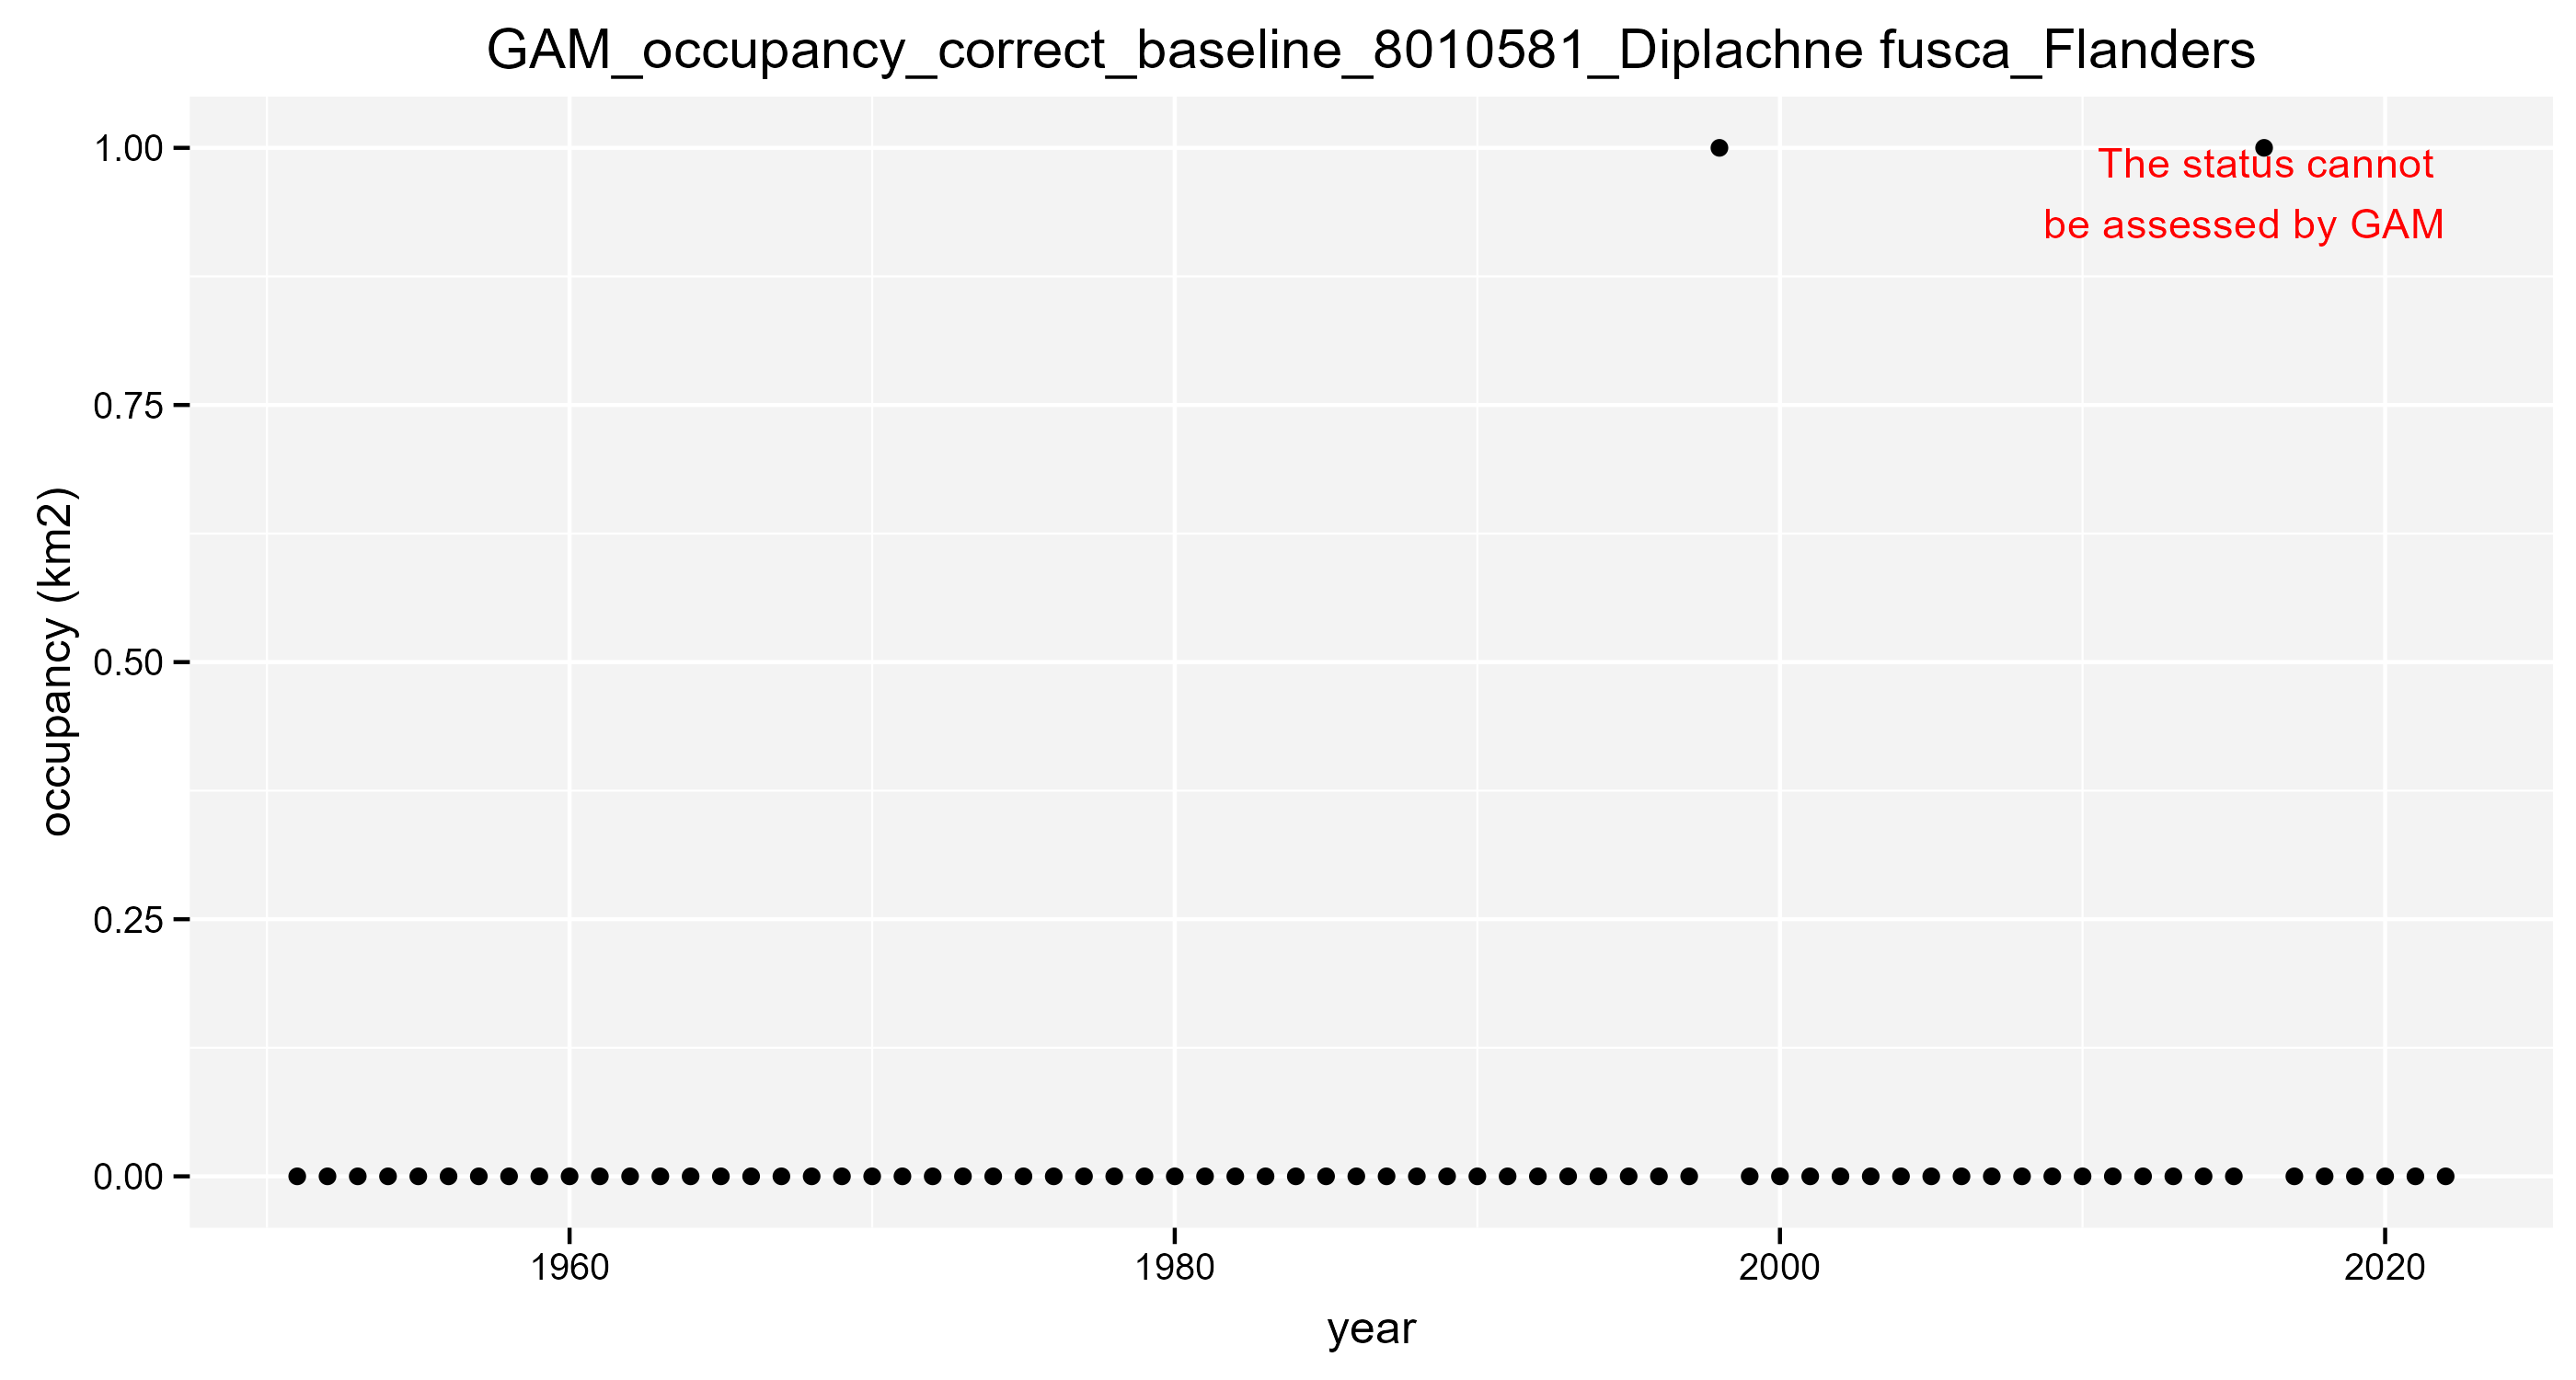 GAM_occupancy_correct_baseline_8010581_Diplachne fusca_Flanders
1.00
The status cannot
be assessed by GAM
0.75
occupancy (km2)
0.50
0.25
0.00
1960 1980 2000 2020
year